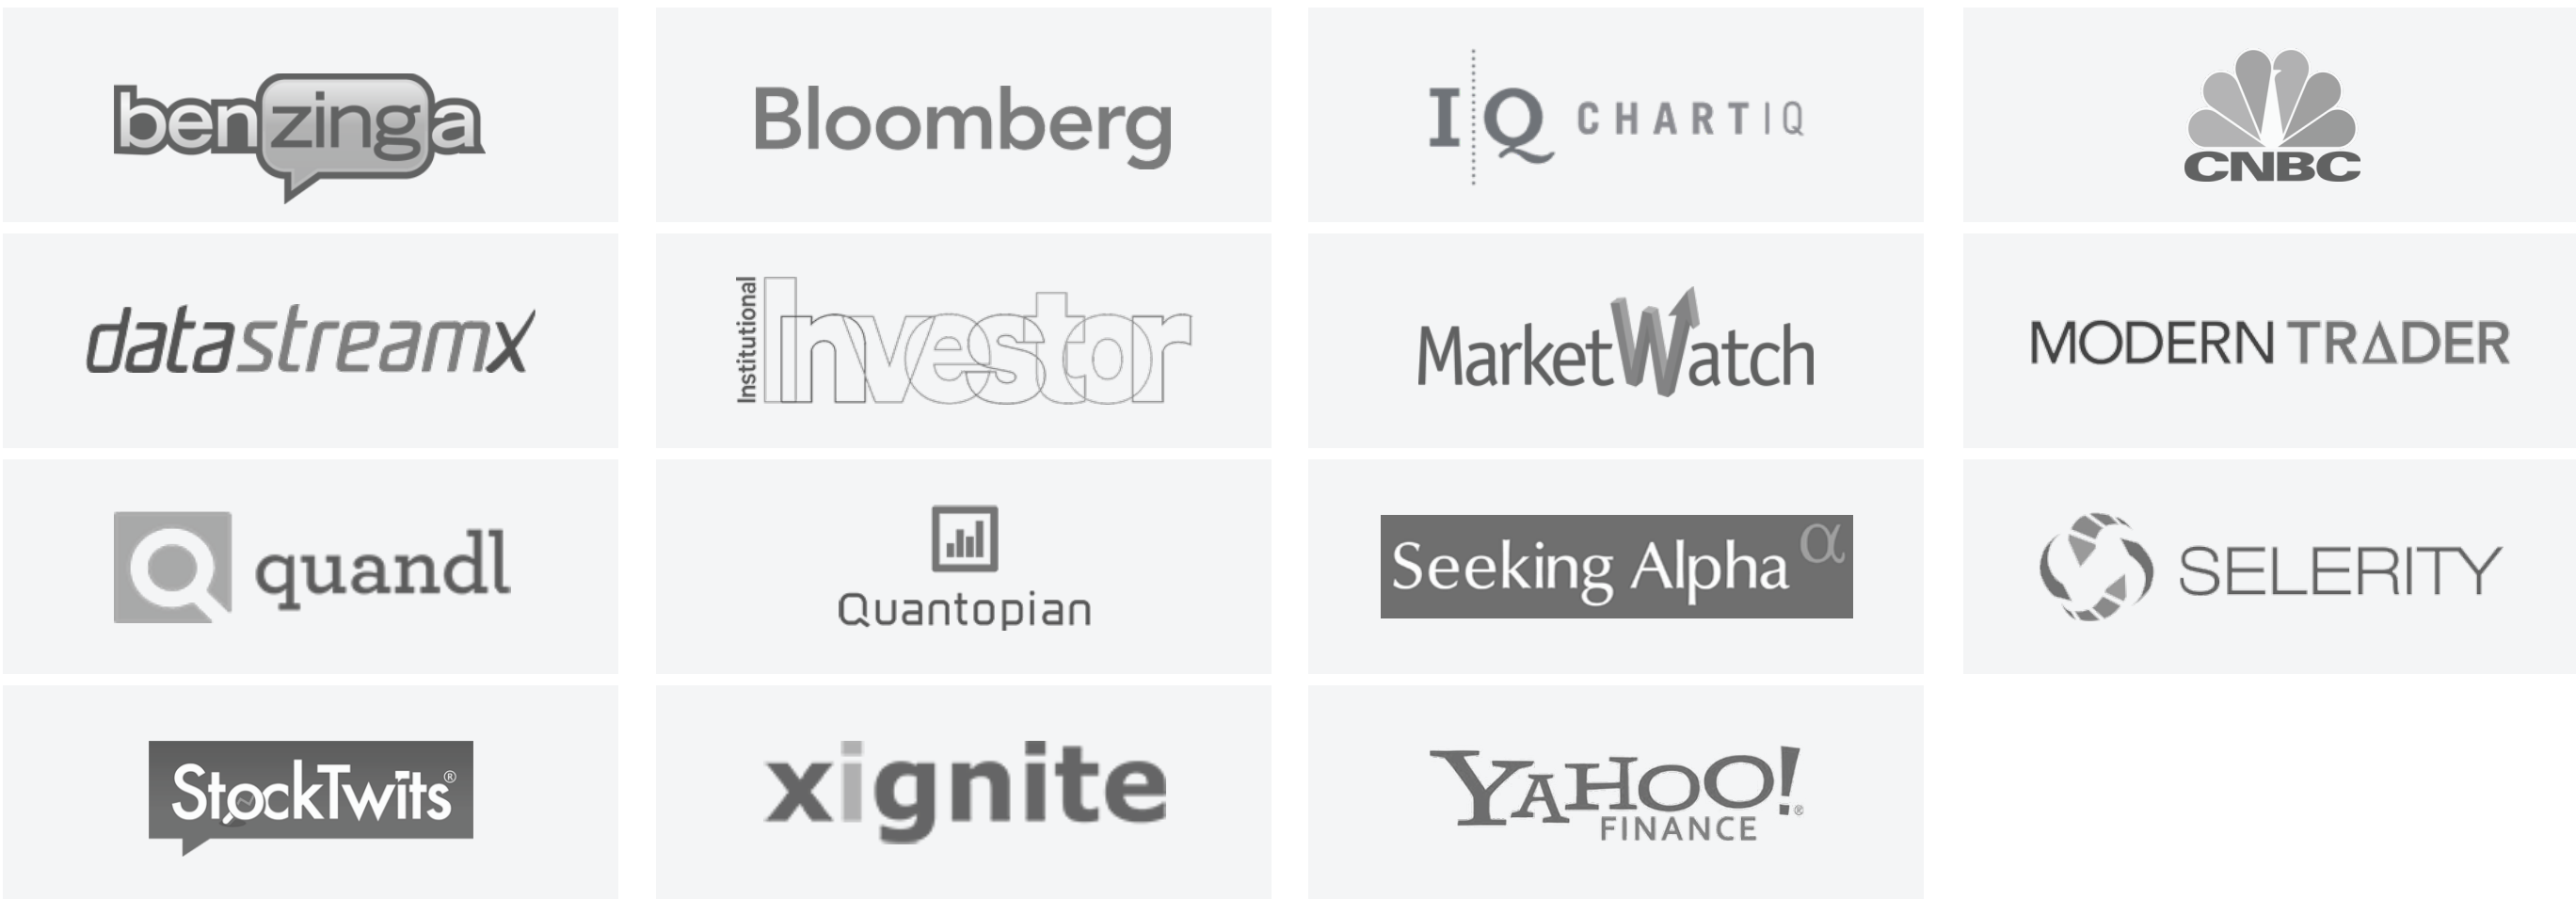 benzinga
Bloomberg
I Q CHARTIQ
CNBC
datastreamx
Institutional
Investor
MarketWatch
MODERN TRADER
quandl
Quantopian
Seeking Alpha α
SELERITY
StockTwits®
xignite
YAHOO!®
FINANCE